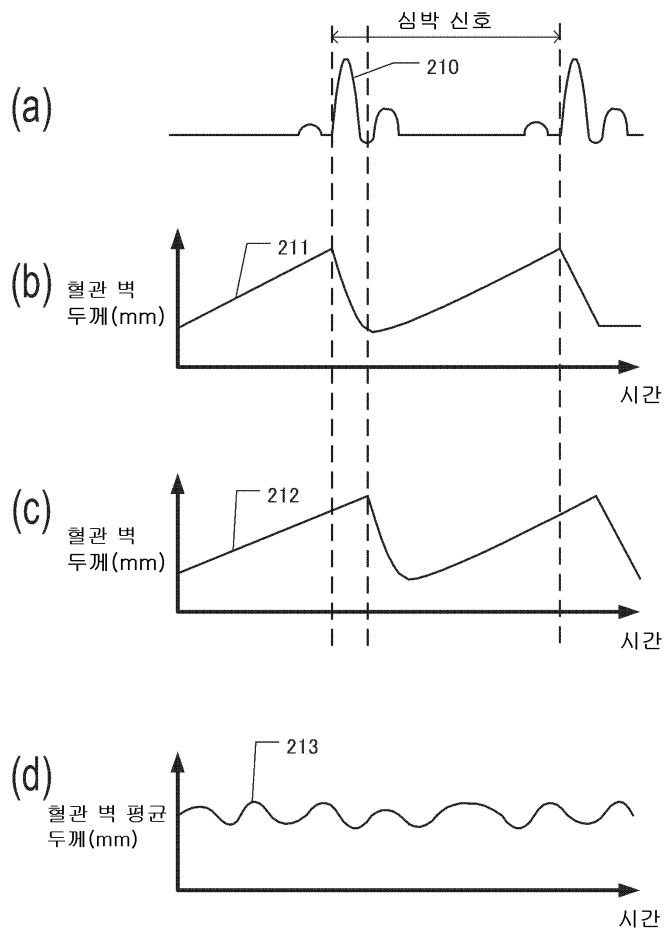 심박 신호
210
(a)
211
(b)
혈관 벽
두께(mm)
시간
212
(c)
혈관 벽
두께(mm)
시간
213
(d)
혈관 벽 평균
두께(mm)
시간